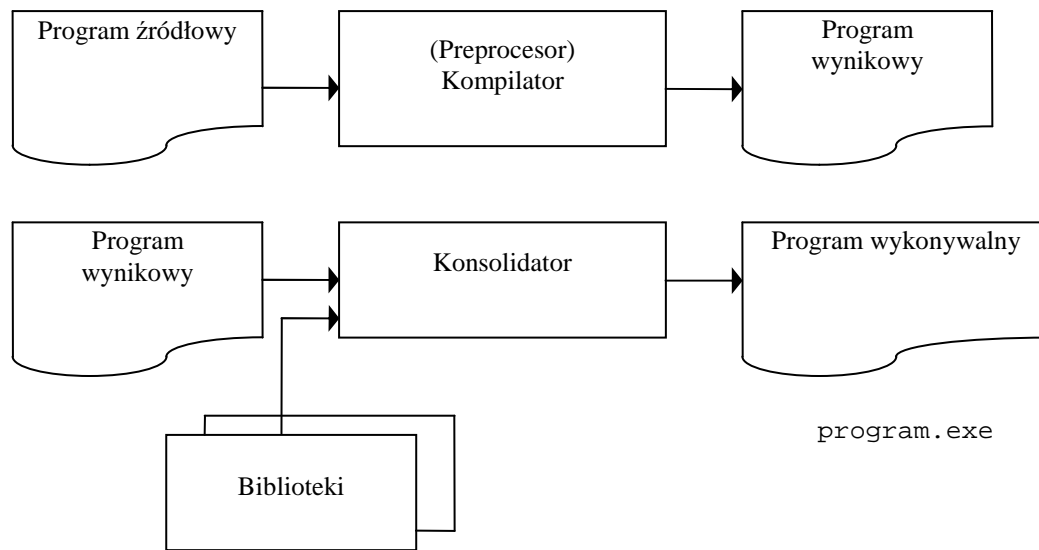 Program źródłowy
(Preprocesor)
Kompilator
Program
wynikowy
Program
wynikowy
Konsolidator
Program wykonywalny
Biblioteki
program.exe